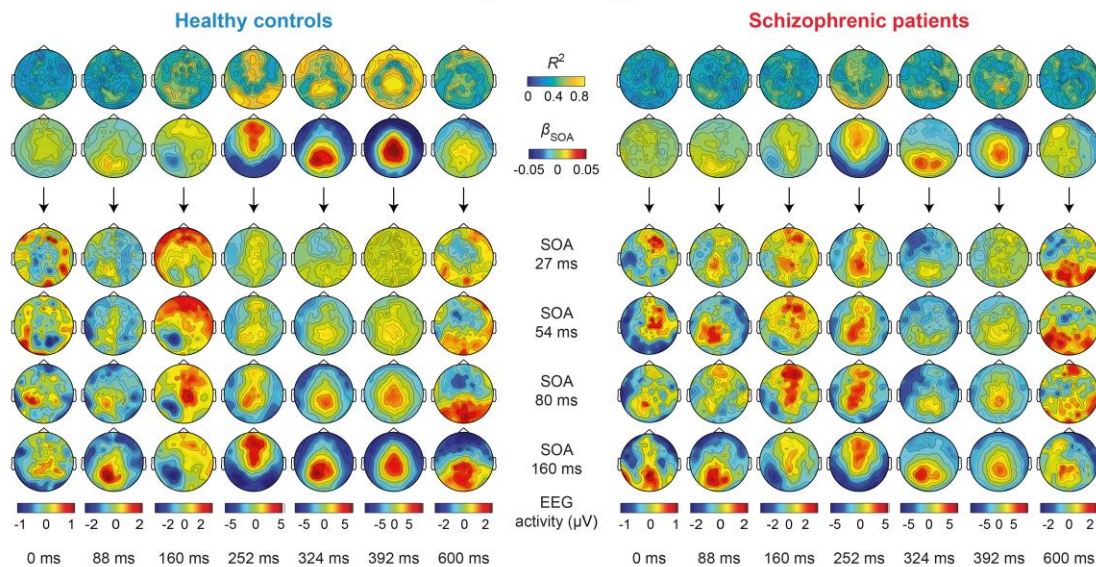 Healthy controls
Schizophrenic patients
R²
0 0.4 0.8
βSOA
-0.05 0 0.05
SOA
27 ms
SOA
54 ms
SOA
80 ms
SOA
160 ms
EEG
activity (µV)
-1 0 1 -2 0 2 -2 0 2 -5 0 5 -5 0 5 -5 0 5 -2 0 2
-1 0 1 -2 0 2 -2 0 2 -5 0 5 -5 0 5 -5 0 5 -2 0 2
0 ms 88 ms 160 ms 252 ms 324 ms 392 ms 600 ms
0 ms 88 ms 160 ms 252 ms 324 ms 392 ms 600 ms